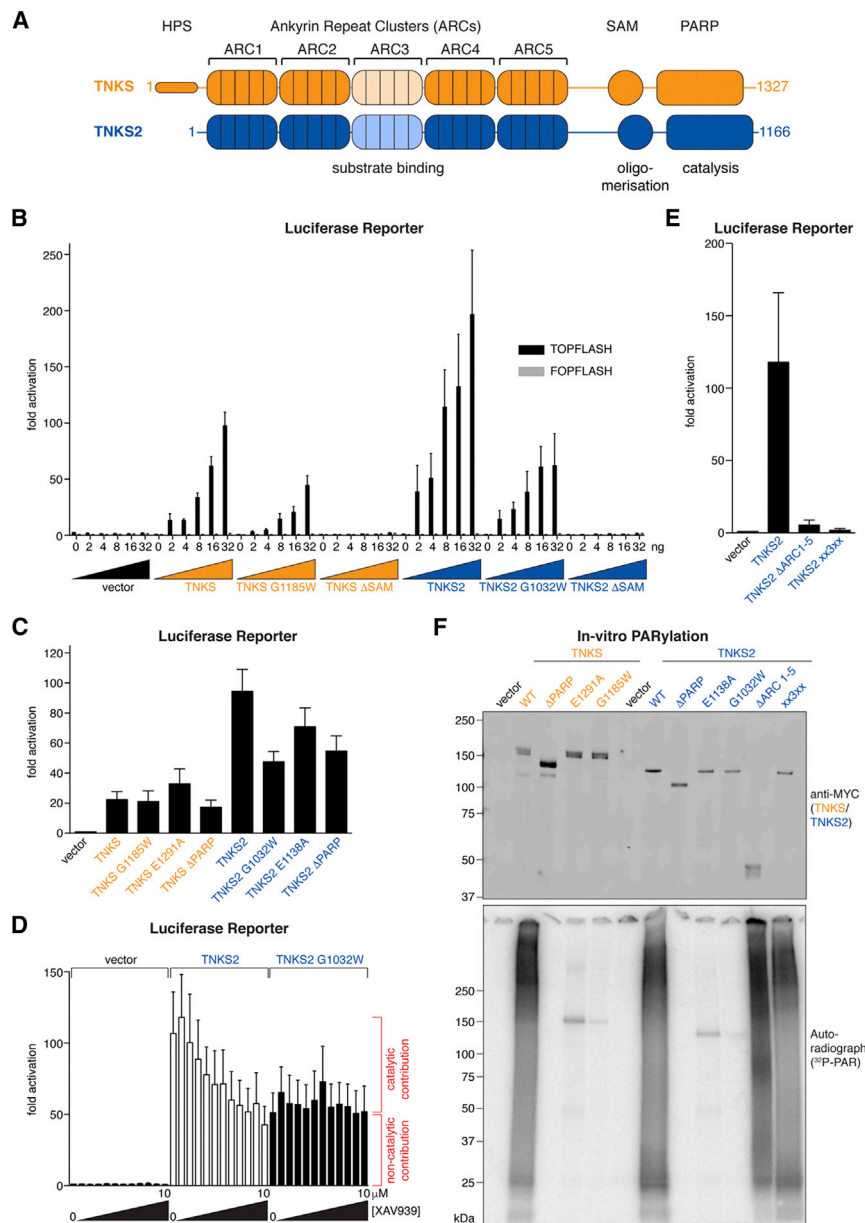 A
HPS
Ankyrin Repeat Clusters (ARCs)
SAM
PARP
ARC1 ARC2 ARC3 ARC4 ARC5
TNKS 1 1327
TNKS2 1 1166
substrate binding
oligo-
merisation
catalysis
B
Luciferase Reporter
fold activation
250
200
150
100
50
0
TOPFLASH
FOPFLASH
0 2 4 8 16 32 0 2 4 8 16 32 0 2 4 8 16 32 0 2 4 8 16 32 0 2 4 8 16 32 0 2 4 8 16 32 0 2 4 8 16 32 ng
vector TNKS TNKS G1185W TNKS ΔSAM TNKS2 TNKS2 G1032W TNKS2 ΔSAM
E
Luciferase Reporter
fold activation
200
150
100
50
0
vector
TNKS2
TNKS2 ΔARC1-5
TNKS2 xx3xx
C
Luciferase Reporter
fold activation
120
100
80
60
40
20
0
vector
TNKS
TNKS G1185W
TNKS E1291A
TNKS ΔPARP
TNKS2
TNKS2 G1032W
TNKS2 E1138A
TNKS2 ΔPARP
D
Luciferase Reporter
vector TNKS2 TNKS2 G1032W
fold activation
150
100
50
0
catalytic
contribution
non-catalytic
contribution
10 10 10 μM
0 0 0 [XAV939]
F
In-vitro PARylation
TNKS TNKS2
vector WT ΔPARP E1291A G1185W vector WT ΔPARP E1138A G1032W ΔARC 1-5 xx3xx
250
150
100
75
50
37
anti-MYC
(TNKS/
TNKS2)
250
150
100
75
50
37
25
kDa
Auto-
radiograph
(³²P-PAR)